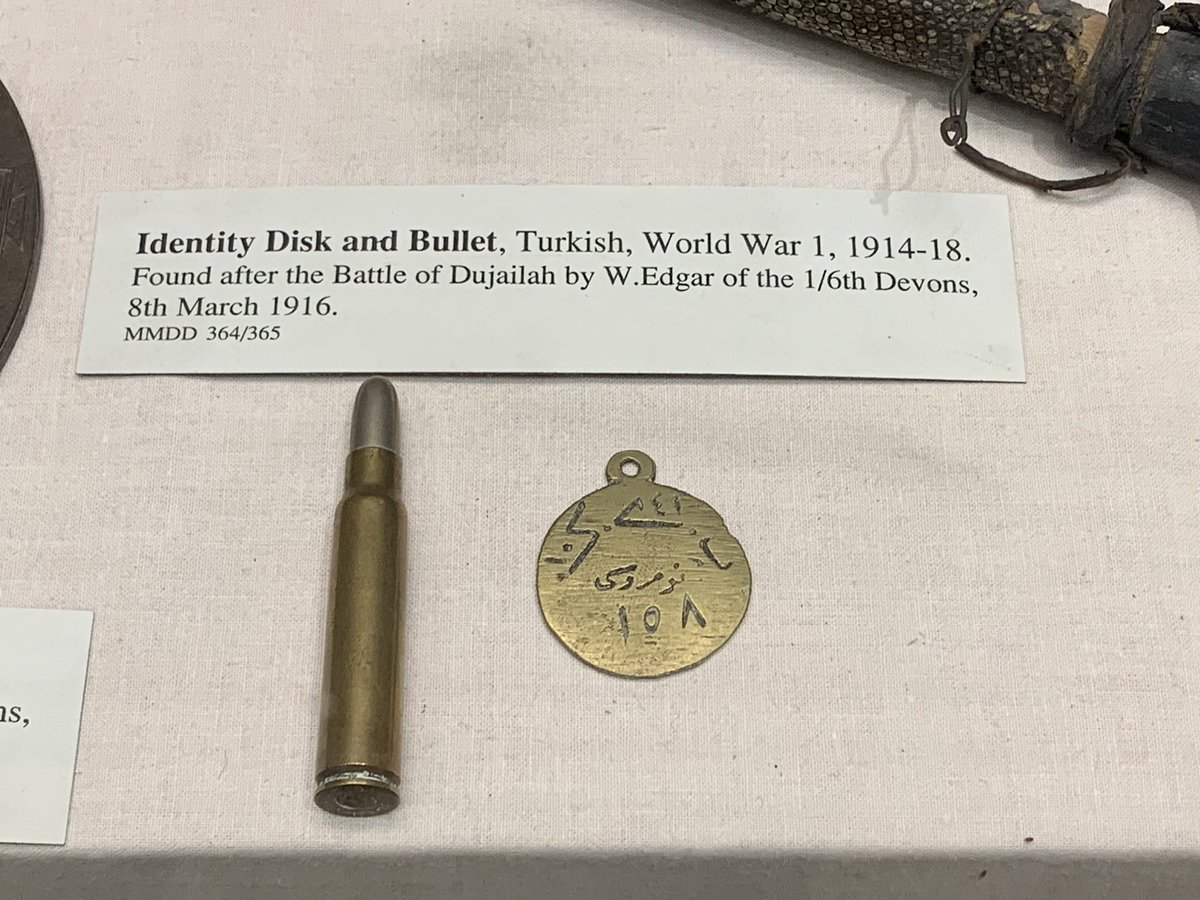 Identity Disk and Bullet, Turkish, World War 1, 1914-18.
Found after the Battle of Dujailah by W.Edgar of the 1/6th Devons,
8th March 1916.
MMDD 364/365
نومروسى
١٥٨
ns,